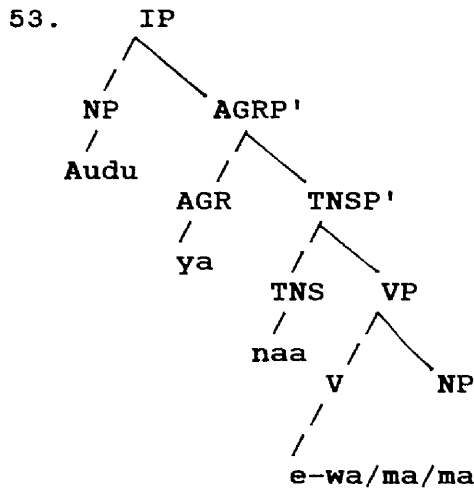 53. IP
NP AGRP'
Audu
AGR TNSP'
ya
TNS VP
naa
V NP
e-wa/ma/ma